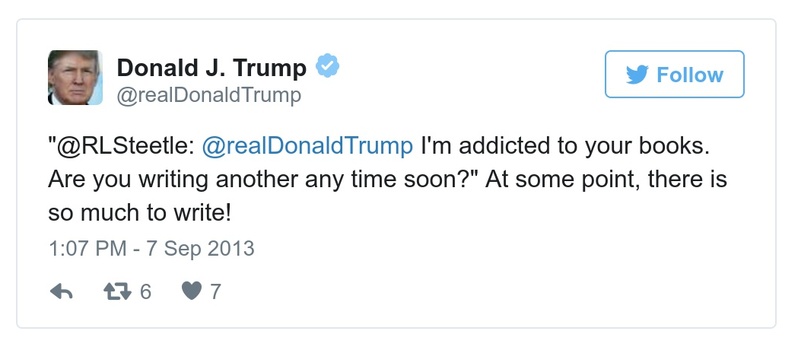 Donald J. Trump
@realDonaldTrump
Follow
"@RLSteetle: @realDonaldTrump I'm addicted to your books.
Are you writing another any time soon?" At some point, there is
so much to write!
1:07 PM - 7 Sep 2013
6 7